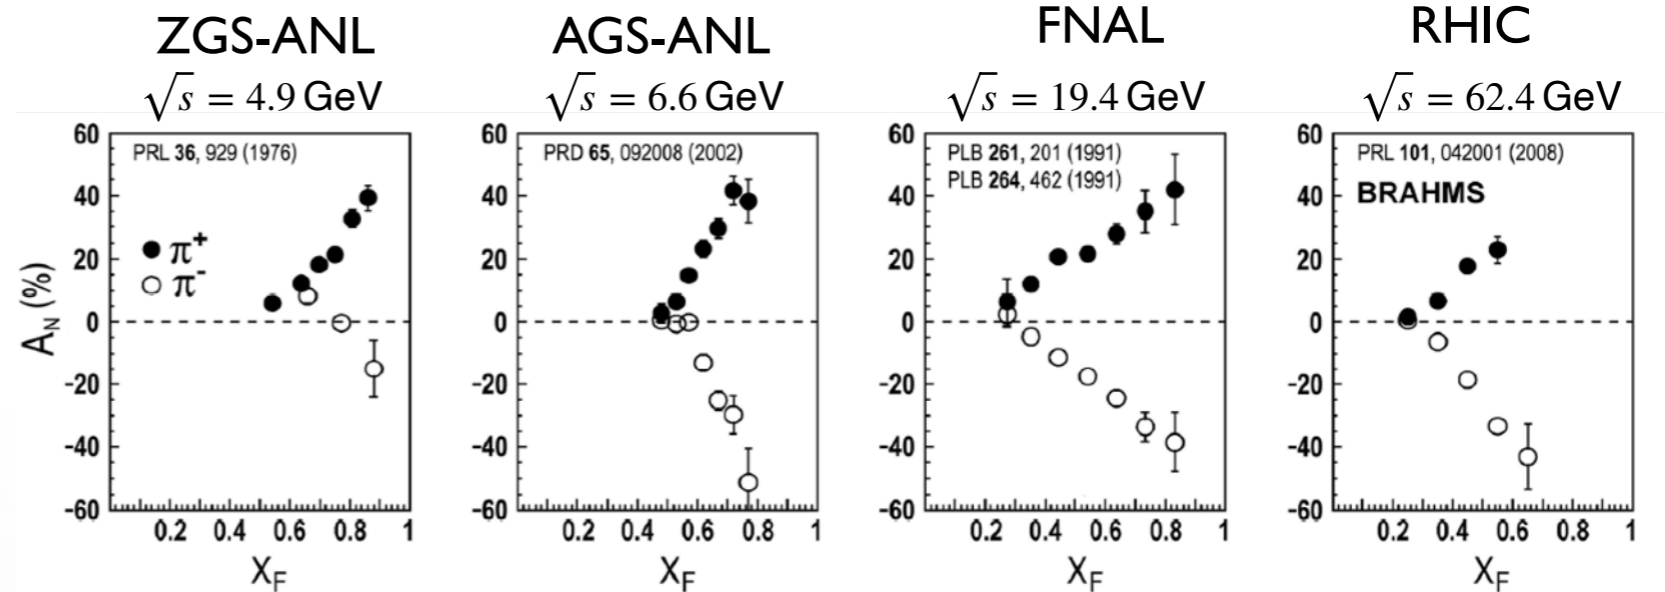 ZGS-ANL
√s = 4.9 GeV
AGS-ANL
√s = 6.6 GeV
FNAL
√s = 19.4 GeV
RHIC
√s = 62.4 GeV
A_N (%)
60
40
20
0
-20
-40
-60
PRL 36, 929 (1976)
π⁺
π⁻
0.2 0.4 0.6 0.8 1
X_F
60
40
20
0
-20
-40
-60
PRD 65, 092008 (2002)
0.2 0.4 0.6 0.8 1
X_F
60
40
20
0
-20
-40
-60
PLB 261, 201 (1991)
PLB 264, 462 (1991)
0.2 0.4 0.6 0.8 1
X_F
60
40
20
0
-20
-40
-60
PRL 101, 042001 (2008)
BRAHMS
0.2 0.4 0.6 0.8 1
X_F